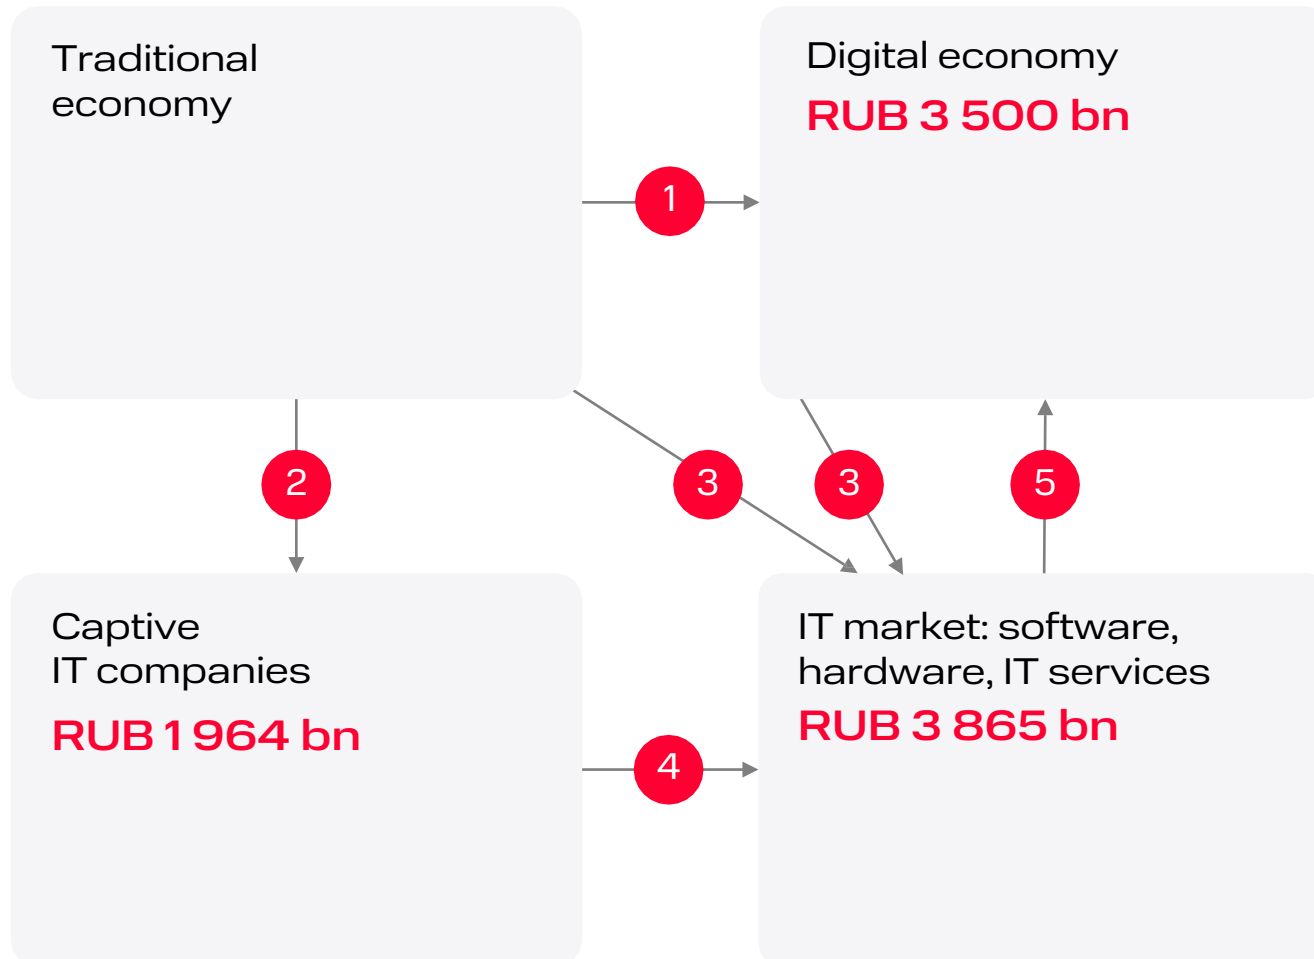 Traditional
economy
Digital economy
RUB 3 500 bn
1
2
3
3
5
Captive
IT companies
RUB 1 964 bn
4
IT market: software,
hardware, IT services
RUB 3 865 bn